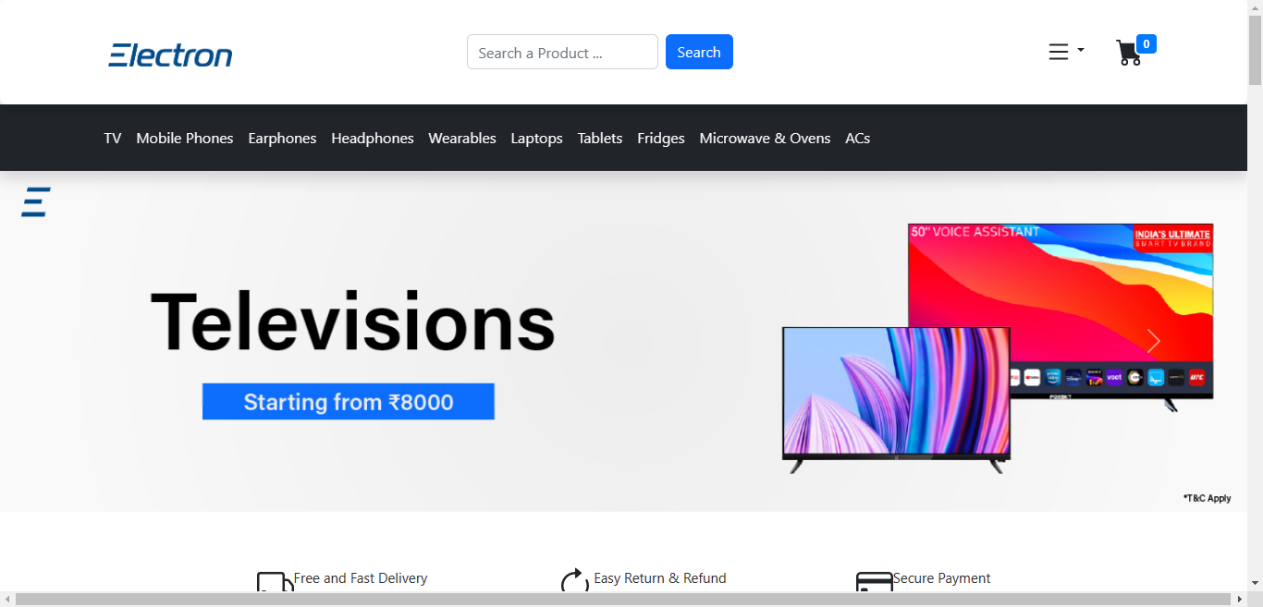 Electron
Search a Product ...
Search
0
TV Mobile Phones Earphones Headphones Wearables Laptops Tablets Fridges Microwave & Ovens ACs
50" VOICE ASSISTANT
INDIA'S ULTIMATE
SMART TV BRAND
Televisions
Starting from ₹8000
voot
*T&C Apply
Free and Fast Delivery
Easy Return & Refund
Secure Payment